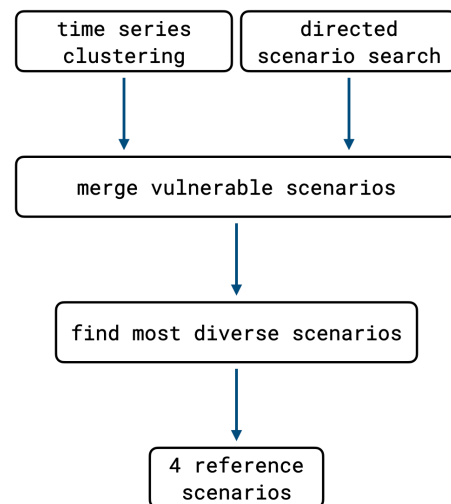 time series
clustering
directed
scenario search
merge vulnerable scenarios
find most diverse scenarios
4 reference
scenarios